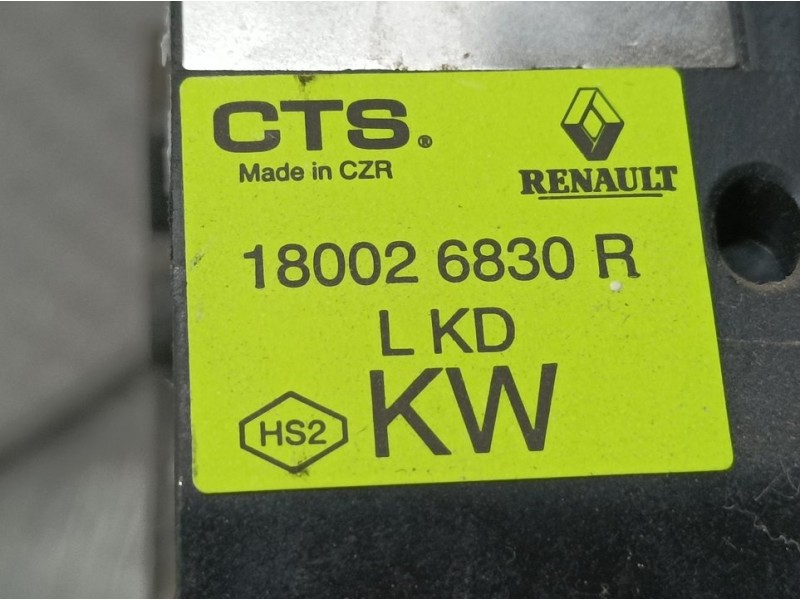 CTS®
Made in CZR
RENAULT
18002 6830 R
L KD
KW
HS2